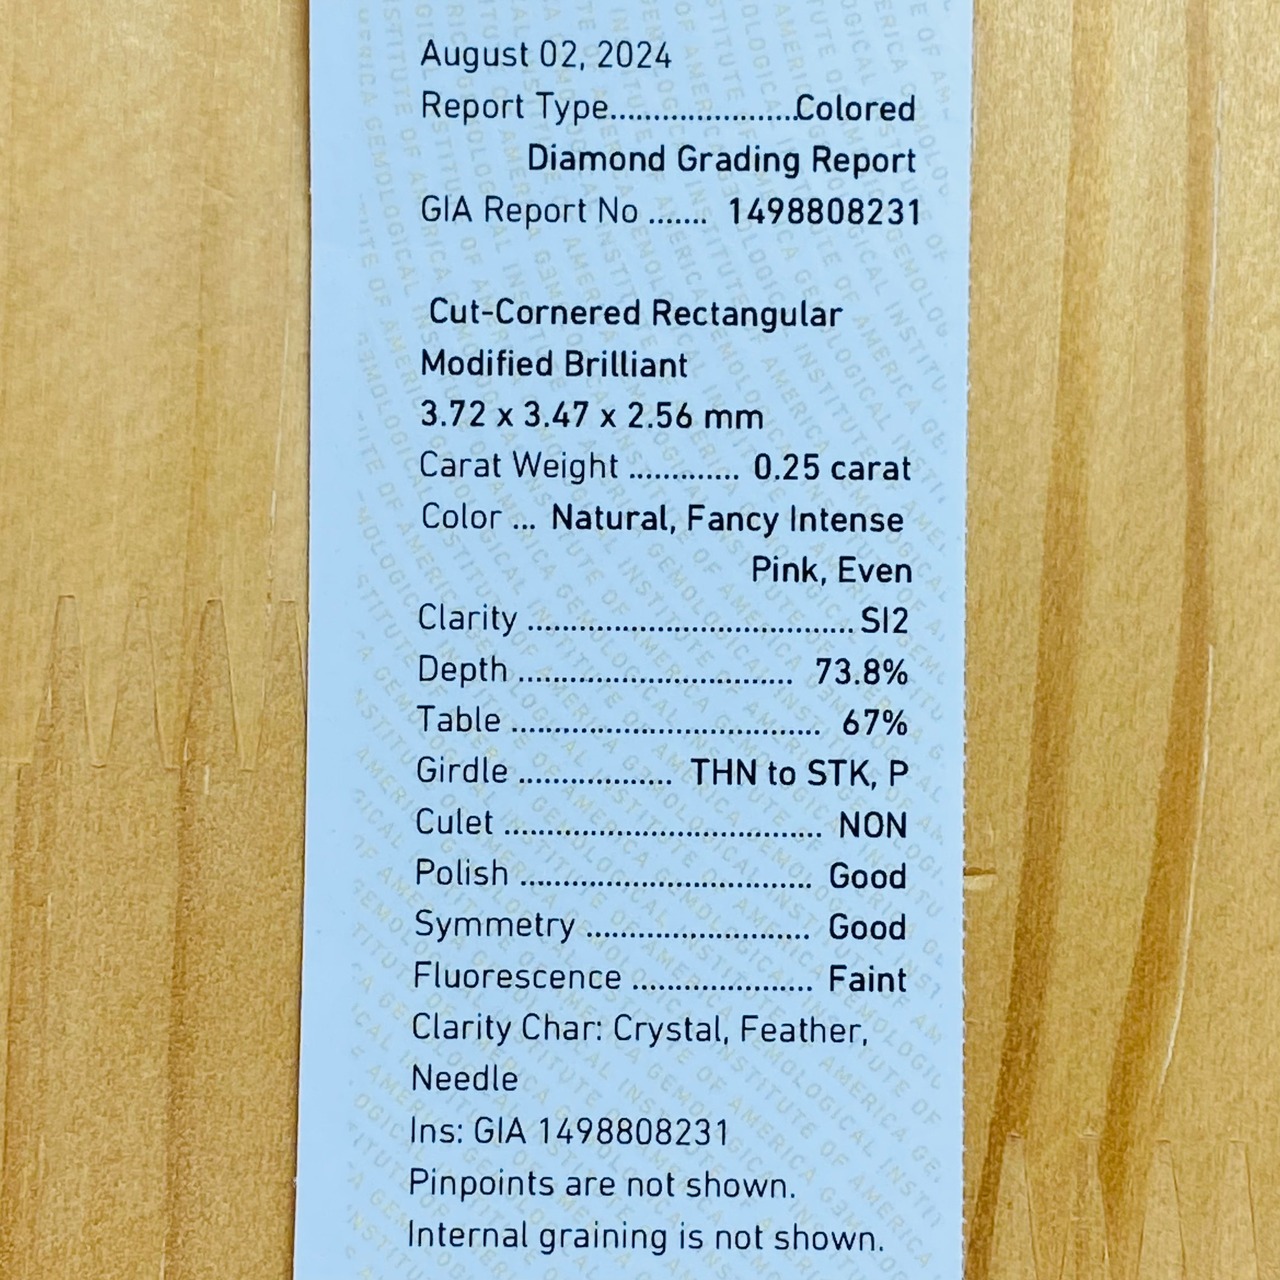 August 02, 2024
Report Type......................Colored
Diamond Grading Report
GIA Report No ....... 1498808231
Cut-Cornered Rectangular
Modified Brilliant
3.72 x 3.47 x 2.56 mm
Carat Weight ............. 0.25 carat
Color ... Natural, Fancy Intense
Pink, Even
Clarity ...................................... SI2
Depth ................................ 73.8%
Table .................................... 67%
Girdle .................. THN to STK, P
Culet ..................................... NON
Polish .................................. Good
Symmetry .......................... Good
Fluorescence ..................... Faint
Clarity Char: Crystal, Feather,
Needle
Ins: GIA 1498808231
Pinpoints are not shown.
Internal graining is not shown.